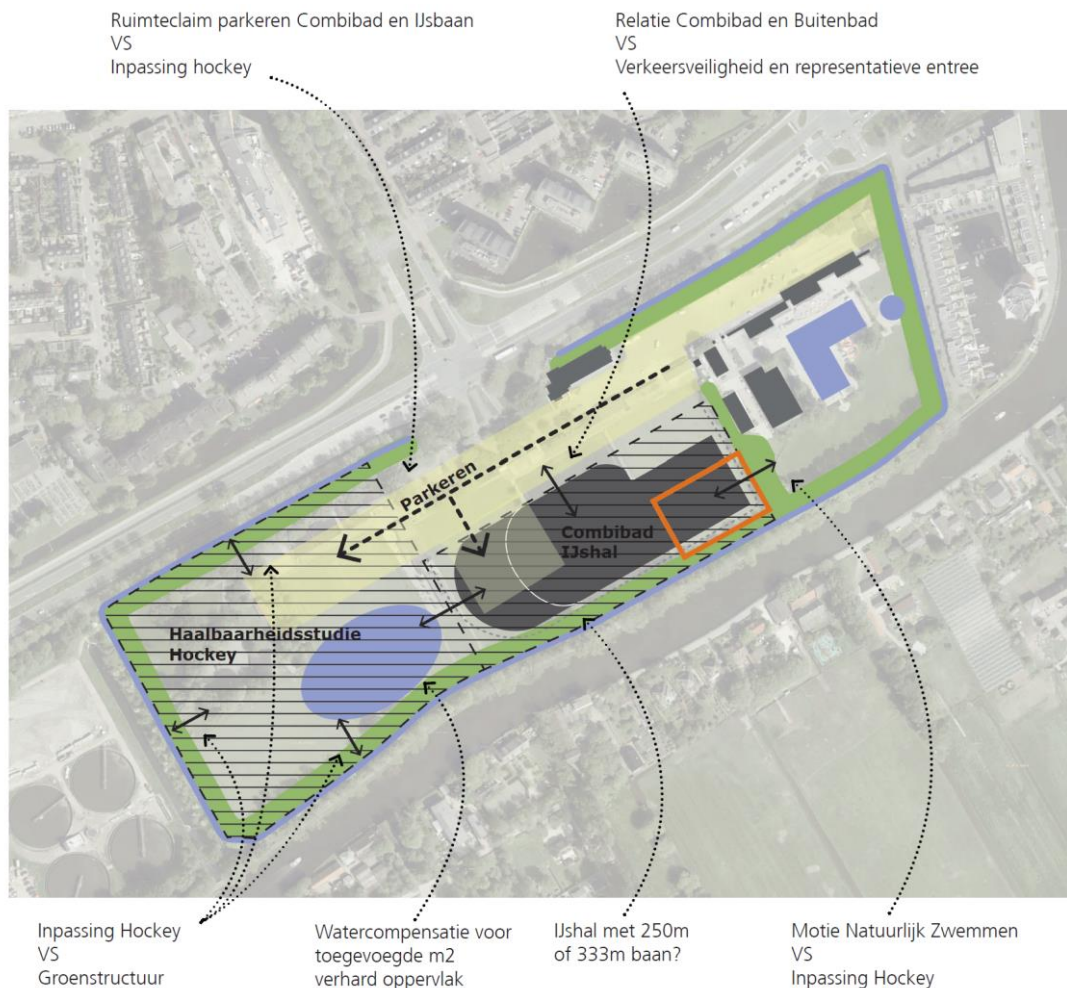 Ruimteclaim parkeren Combibad en IJsbaan
VS
Inpassing hockey
Relatie Combibad en Buitenbad
VS
Verkeersveiligheid en representatieve entree
Parkeren
Combibad
IJshal
Haalbaarheidsstudie
Hockey
Inpassing Hockey
VS
Groenstructuur
Watercompensatie voor
toegevoegde m2
verhard oppervlak
IJshal met 250m
of 333m baan?
Motie Natuurlijk Zwemmen
VS
Inpassing Hockey